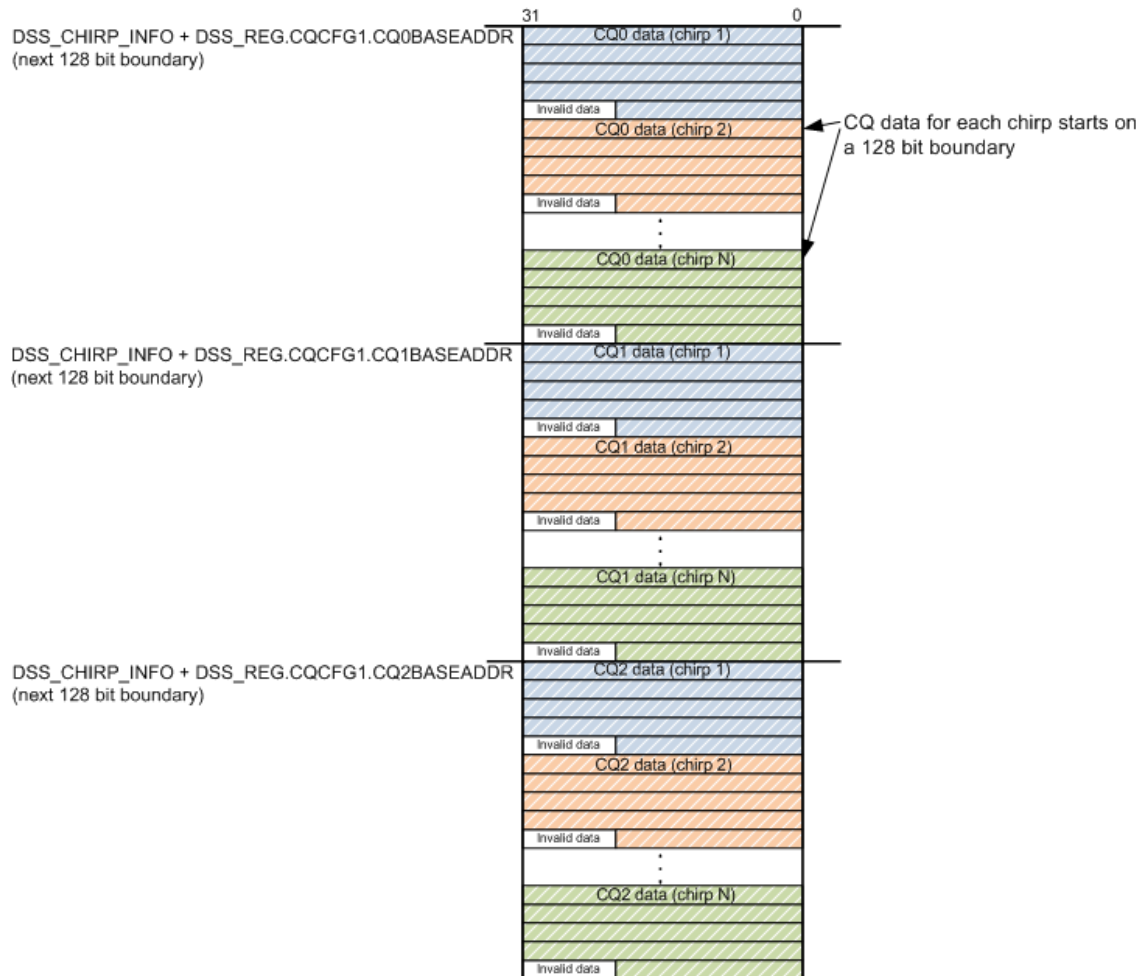 31 0
DSS_CHIRP_INFO + DSS_REG.CQCFG1.CQ0BASEADDR
(next 128 bit boundary)
CQ0 data (chirp 1)
Invalid data
CQ0 data (chirp 2)
CQ data for each chirp starts on
a 128 bit boundary
Invalid data
CQ0 data (chirp N)
Invalid data
DSS_CHIRP_INFO + DSS_REG.CQCFG1.CQ1BASEADDR
(next 128 bit boundary)
CQ1 data (chirp 1)
Invalid data
CQ1 data (chirp 2)
Invalid data
CQ1 data (chirp N)
Invalid data
DSS_CHIRP_INFO + DSS_REG.CQCFG1.CQ2BASEADDR
(next 128 bit boundary)
CQ2 data (chirp 1)
Invalid data
CQ2 data (chirp 2)
Invalid data
CQ2 data (chirp N)
Invalid data